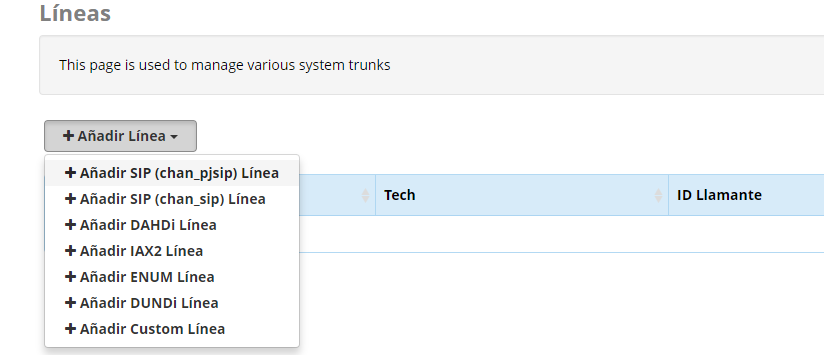 Líneas
This page is used to manage various system trunks
Añadir Línea
Añadir SIP (chan_pjsip) Línea
Añadir SIP (chan_sip) Línea
Añadir DAHDi Línea
Añadir IAX2 Línea
Añadir ENUM Línea
Añadir DUNDi Línea
Añadir Custom Línea
Tech
ID Llamante